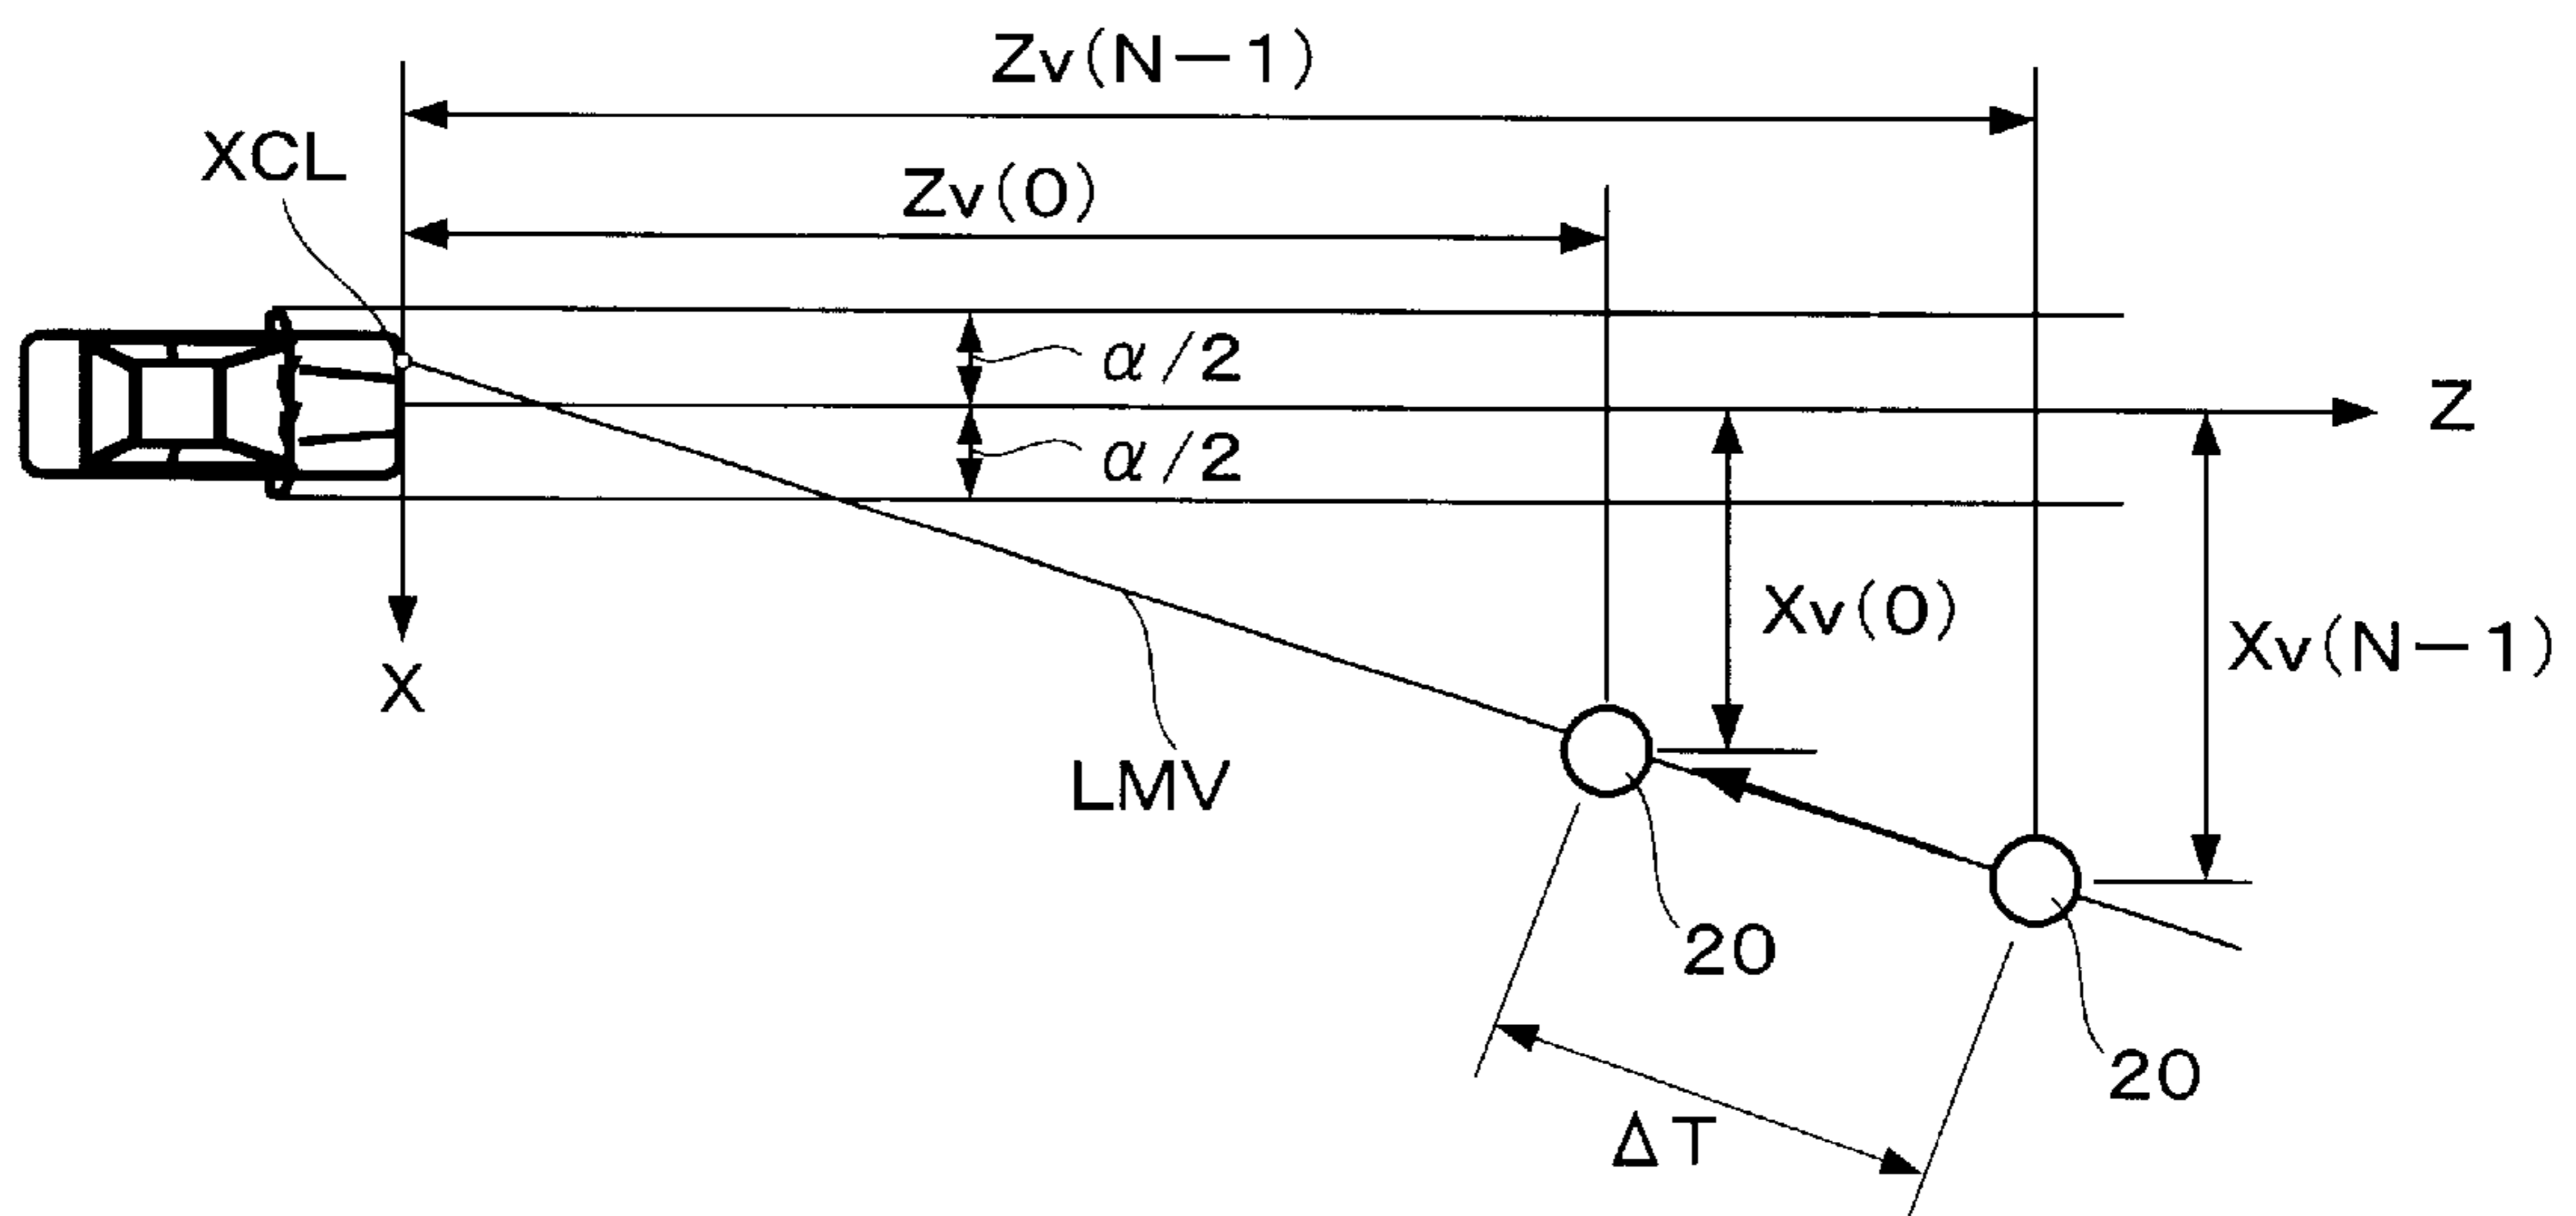 Zv(N-1)
XCL
Zv(0)
α/2
Z
α/2
Xv(0)
Xv(N-1)
X
LMV
20
20
ΔT